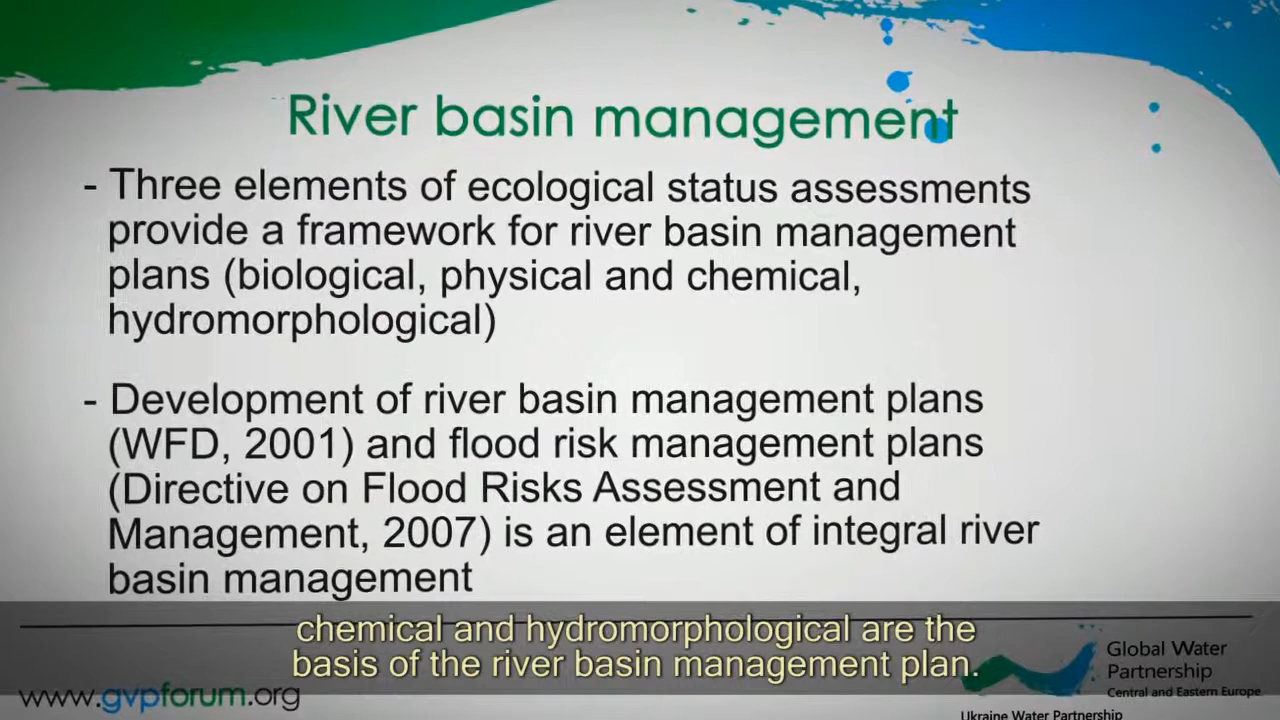 River basin management
- Three elements of ecological status assessments
provide a framework for river basin management
plans (biological, physical and chemical,
hydromorphological)
- Development of river basin management plans
(WFD, 2001) and flood risk management plans
(Directive on Flood Risks Assessment and
Management, 2007) is an element of integral river
basin management
chemical and hydromorphological are the
basis of the river basin management plan.
www.gvpforum.org
Global Water
Partnership
Central and Eastern Europe
Ukraine Water Partnership